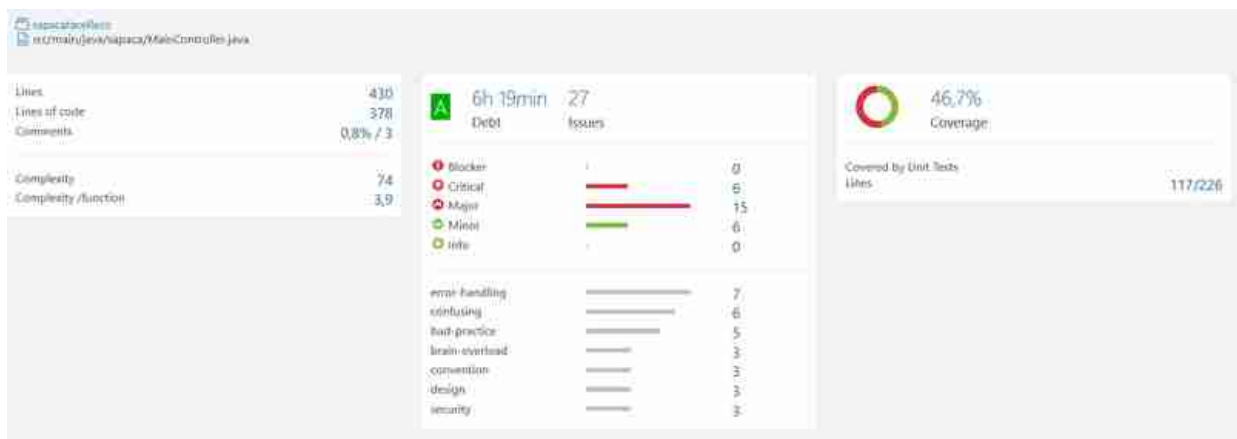 src/main/java/sapaca/MainController.java
Lines 430
Lines of code 378
Comments 0,8% / 3
Complexity 74
Complexity /function 3,9
A
6h 19min 27
Debt Issues
Blocker 0
Critical 6
Major 15
Minor 6
Info 0
error-handling 7
confusing 6
bad-practice 5
brain-overload 3
convention 3
design 3
security 3
46,7%
Coverage
Covered by Unit Tests
Lines 117/226